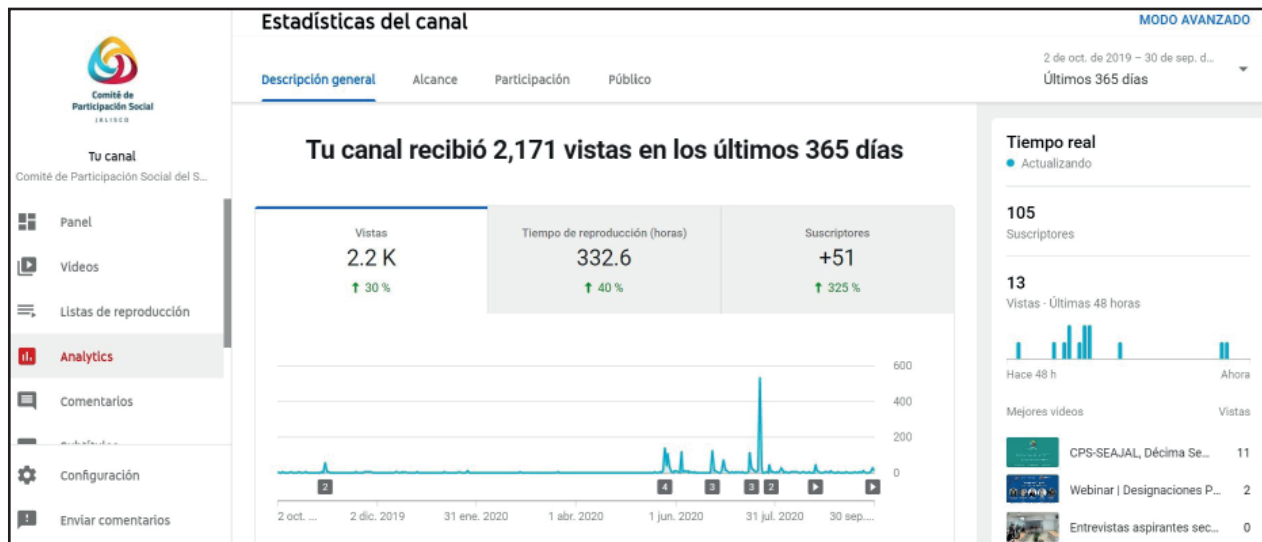 Comité de
Participación Social
JALISCO
Tu canal
Comité de Participación Social del S...
Panel
Videos
Listas de reproducción
Analytics
Comentarios
Subtítulos
Configuración
Enviar comentarios
Estadísticas del canal
MODO AVANZADO
Descripción general Alcance Participación Público
2 de oct. de 2019 – 30 de sep. d...
Últimos 365 días
Tu canal recibió 2,171 vistas en los últimos 365 días
Vistas
2.2 K
↑ 30 %
Tiempo de reproducción (horas)
332.6
↑ 40 %
Suscriptores
+51
↑ 325 %
600
400
200
0
2 4 3 3 2
2 oct. ... 2 dic. 2019 31 ene. 2020 1 abr. 2020 1 jun. 2020 31 jul. 2020 30 sep....
Tiempo real
Actualizando
105
Suscriptores
13
Vistas · Últimas 48 horas
Hace 48 h Ahora
Mejores videos Vistas
CPS-SEAJAL, Décima Se... 11
Webinar | Designaciones P... 2
Entrevistas aspirantes sec... 0